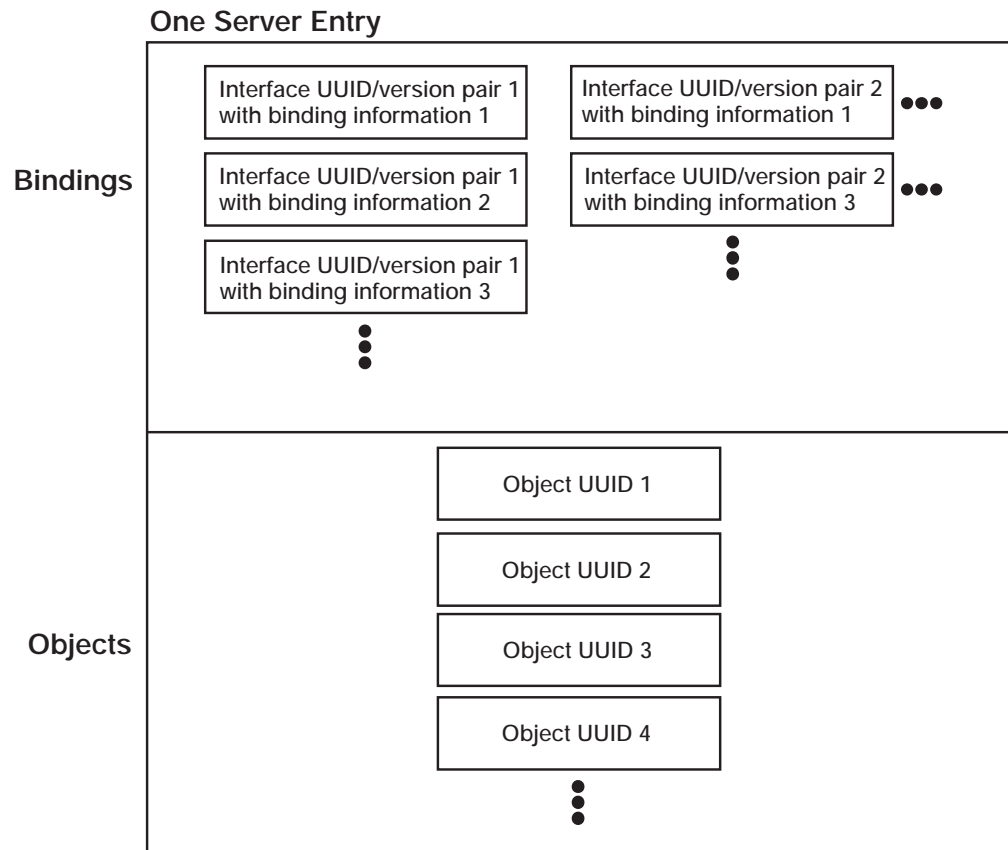 One Server Entry
Bindings
Interface UUID/version pair 1
with binding information 1
Interface UUID/version pair 2
with binding information 1
Interface UUID/version pair 1
with binding information 2
Interface UUID/version pair 2
with binding information 3
Interface UUID/version pair 1
with binding information 3
Objects
Object UUID 1
Object UUID 2
Object UUID 3
Object UUID 4